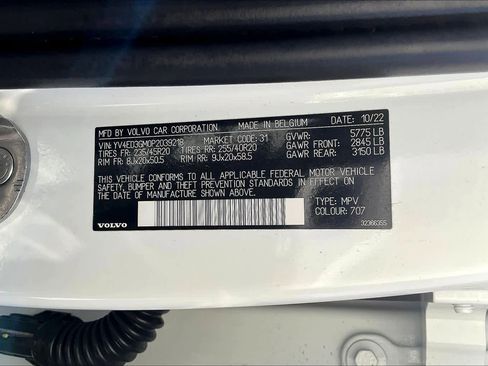 MFD BY VOLVO CAR CORPORATION MADE IN BELGIUM 10/22
VIN: YV4ED3GM0P2039218 MARKET CODE: 31 GVWR: 5775 LB
TIRES FR: 235/45R20 TIRES RR: 255/40R20 GAWR FRONT: 2845 LB
RIM FR: 8Jx20x50.5 RIM RR: 9Jx20x58.5 GAWR REAR: 3150 LB
THIS VEHICLE CONFORMS TO ALL APPLICABLE FEDERAL MOTOR VEHICLE
SAFETY, BUMPER AND THEFT PREVENTION STANDARDS IN EFFECT ON
THE DATE OF MANUFACTURE SHOWN ABOVE.
TYPE: MPV
COLOUR: 707
VOLVO
32366355